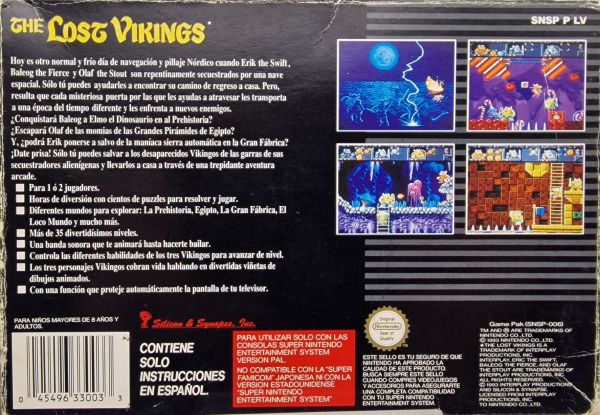 THE LOST VIKINGS
SNSP P LV
Hoy es otro normal y frío día de navegación y pillaje Nórdico cuando Erik the Swift,
Baleog the Fierce y Olaf the Stout son repentinamente secuestrados por una nave
espacial. Sólo tú puedes ayudarles a encontrar su camino de regreso a casa. Pero,
resulta que cada misteriosa puerta por las que les ayudas a atravesar les transporta
a una época del tiempo diferente y les enfrenta a nuevos enemigos.
¿Conquistará Baleog a Elmo el Dinosaurio en al Prehistoria?
¿Escapará Olaf de las momias de las Grandes Pirámides de Egipto?
Y, ¿podrá Erik ponerse a salvo de la maníaca sierra automática en la Gran Fábrica?
¡Date prisa! Sólo tú puedes salvar a los desaparecidos Vikingos de las garras de sus
secuestradores alienígenas y llevarlos a casa a través de una trepidante aventura
arcade.
Para 1 ó 2 jugadores.
Horas de diversión con cientos de puzzles para resolver y jugar.
Diferentes mundos para explorar: La Prehistoria, Egipto, La Gran Fábrica, El
Loco Mundo y mucho más.
Más de 35 divertidísimos niveles.
Una banda sonora que te animará hasta hacerte bailar.
Controla las diferentes habilidades de los tres Vikingos para avanzar de nivel.
Los tres personajes Vikingos cobran vida hablando en divertidas viñetas de
dibujos animados.
Con una función que proteje automáticamente la pantalla de tu televisor.
PARA NIÑOS MAYORES DE 8 AÑOS Y
ADULTOS.
0 45496 33003 3
Silicon & Synapse, Inc.
CONTIENE
SOLO
INSTRUCCIONES
EN ESPAÑOL.
PARA UTILIZAR SOLO CON LAS
CONSOLAS SUPER NINTENDO
ENTERTAINMENT SYSTEM
VERSION PAL.
NO COMPATIBLE CON LA "SUPER
FAMICOM" JAPONESA NI CON LA
VERSION ESTADOUNIDENSE
"SUPER NINTENDO
ENTERTAINMENT SYSTEM"
Original
Nintendo
Seal of
Quality
ESTE SELLO ES TU SEGURO DE QUE
NINTENDO HA APROBADO LA
CALIDAD DE ESTE PRODUCTO.
BUSCA SIEMPRE ESTE SELLO
CUANDO COMPRES VIDEOJUEGOS
Y ACCESORIOS PARA ASEGURARTE
UNA COMPLETA COMPATIBILIDAD
CON TU SUPER NINTENDO
ENTERTAINMENT SYSTEM.
Game Pak (SNSP-006)
TM AND ® ARE TRADEMARKS OF
NINTENDO CO., LTD.
© 1993 NINTENDO CO., LTD.
® THE LOST VIKINGS IS A
TRADEMARK OF INTERPLAY
PRODUCTIONS, INC.
INTERPLAY, ERIC THE SWIFT,
BALEOG THE FIERCE AND OLAF
THE STOUT ARE TRADEMARKS
OF INTERPLAY PRODUCTIONS, INC.
ALL RIGHTS RESERVED.
© 1993 INTERPLAY PRODUCTIONS
AND SILICON & SYNAPSE
LICENSED BY INTERPLAY
PRODUCTIONS, INC.
TO NINTENDO CO., LTD.